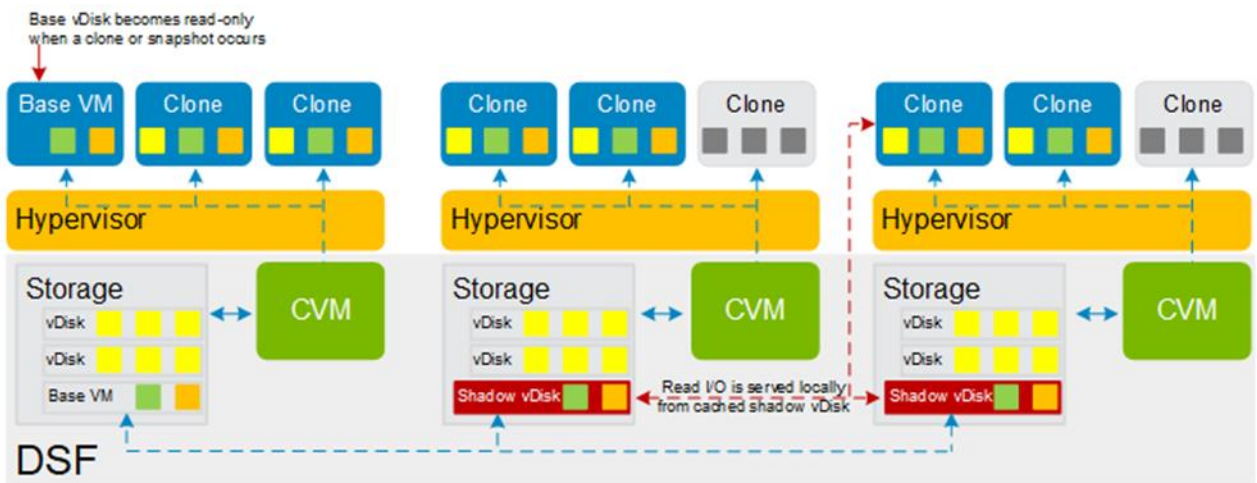 Base vDisk becomes read-only
when a clone or snapshot occurs
Base VM
Clone
Clone
Clone
Clone
Clone
Clone
Clone
Clone
Hypervisor
Hypervisor
Hypervisor
Storage
vDisk
vDisk
Base VM
CVM
Storage
vDisk
vDisk
Shadow vDisk
CVM
Read I/O is served locally
from cached shadow vDisk
Storage
vDisk
vDisk
Shadow vDisk
CVM
DSF